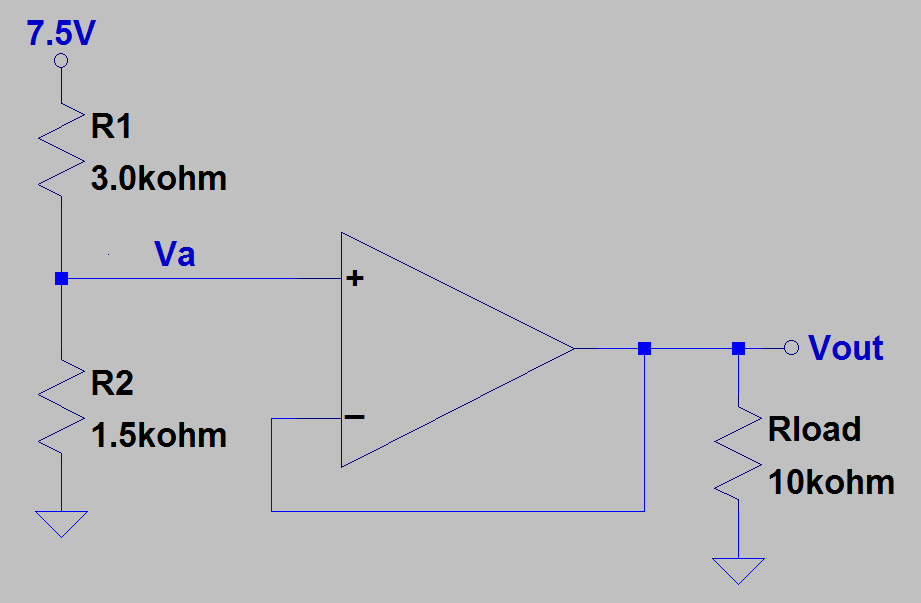 7.5V
R1
3.0kohm
Va
+
−
Vout
R2
1.5kohm
Rload
10kohm